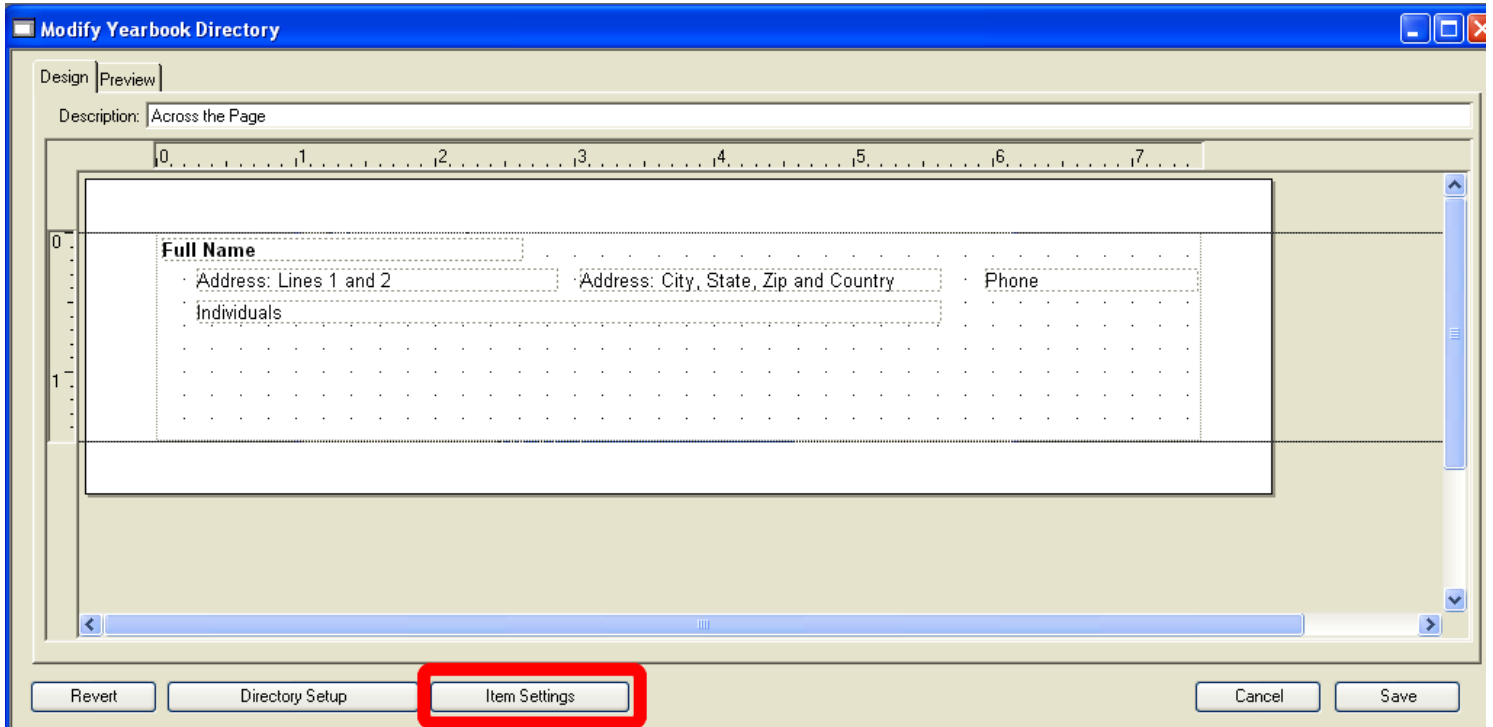 Modify Yearbook Directory
Design Preview
Description: Across the Page
0 1 2 3 4 5 6 7
0
Full Name
Address: Lines 1 and 2 Address: City, State, Zip and Country Phone
Individuals
1
Revert Directory Setup Item Settings Cancel Save